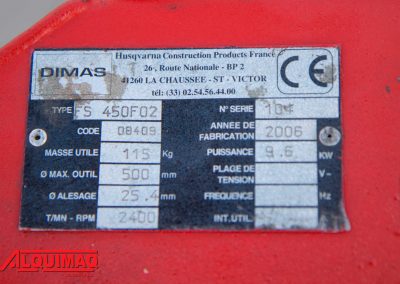 Husqvarna Construction Products France
DIMAS
26, Route Nationale - BP 2
41260 LA CHAUSSEE - ST - VICTOR
tél: (33) 02.54.56.44.00
CE
TYPE FS 450F02 N° SERIE 104
CODE 08409 ANNÉE DE FABRICATION 2006
MASSE UTILE 115 Kg PUISSANCE 9.6 KW
Ø MAX. OUTIL 500 mm PLAGE DE TENSION V~
Ø ALESAGE 25.4 mm FREQUENCE Hz
T/MN - RPM 2400 INT. UTIL.
ALQUIMAQ